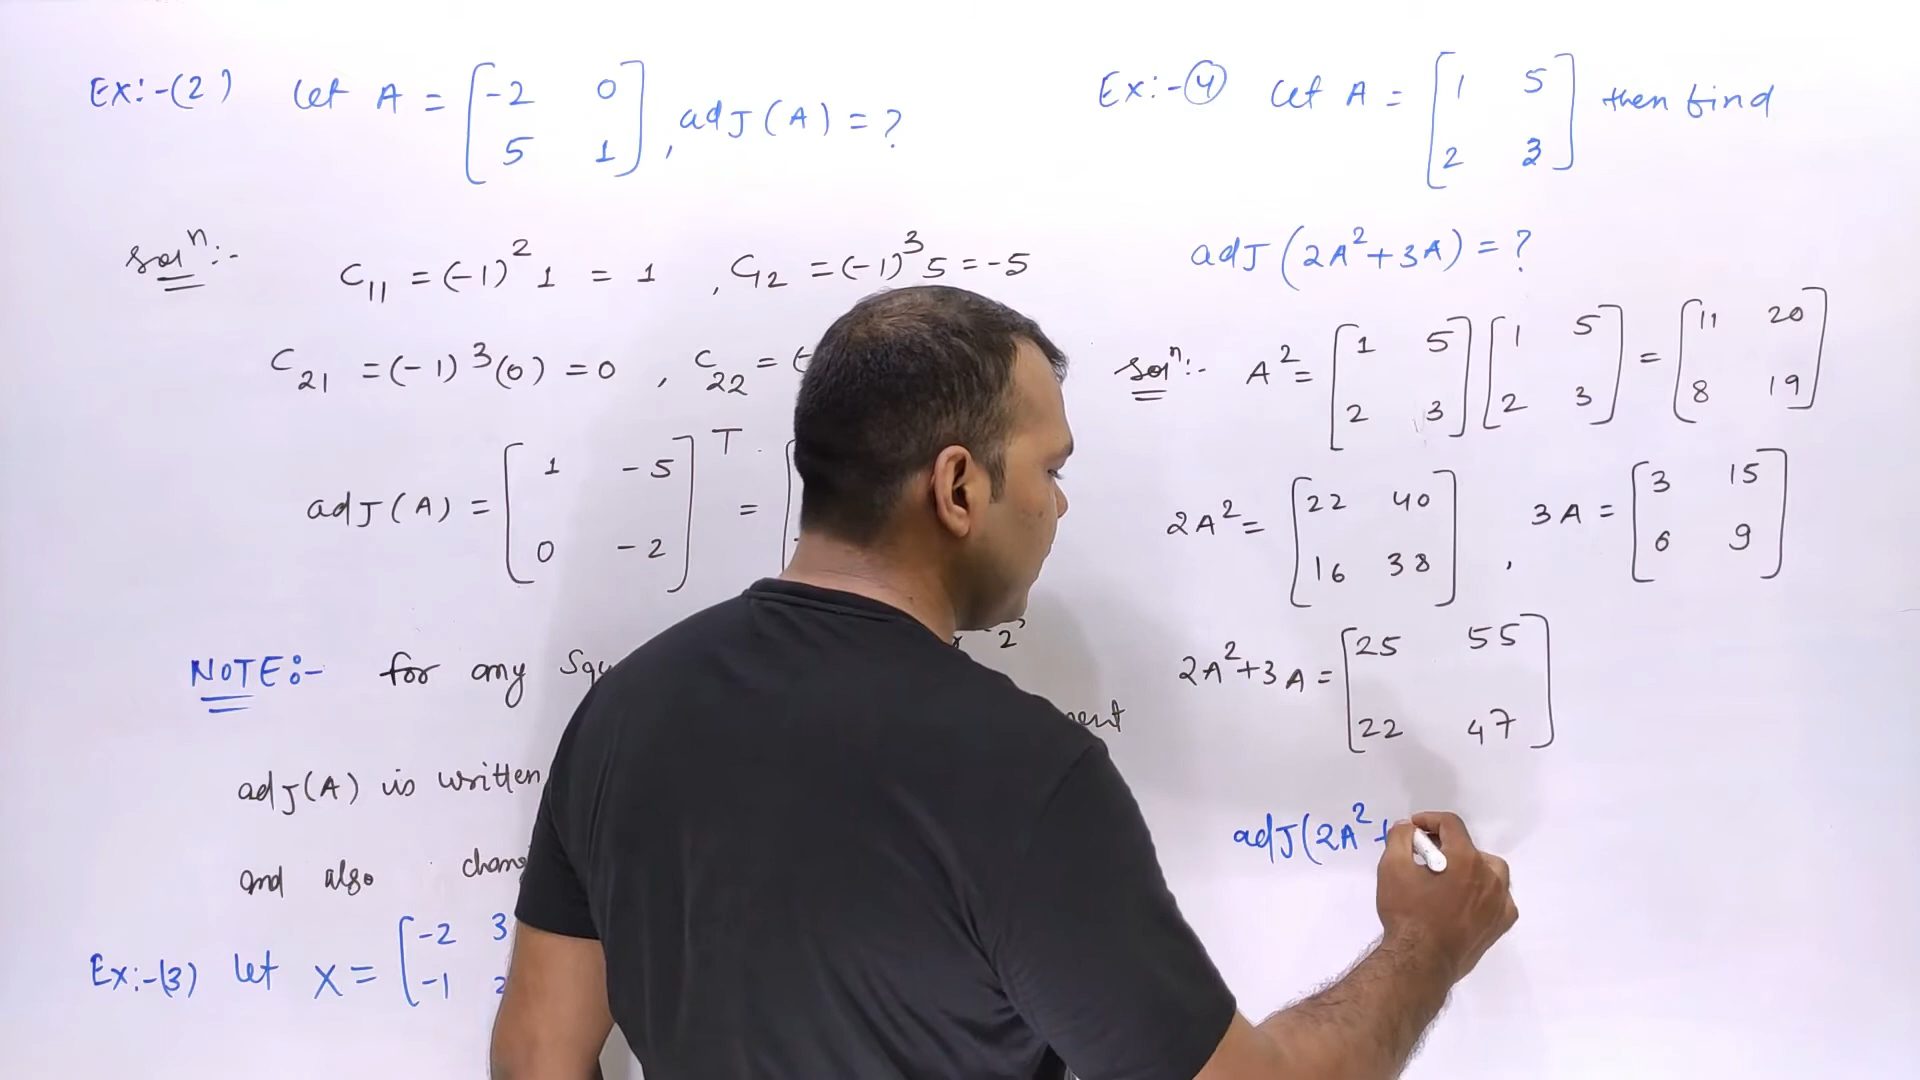 Ex:-(2) Let A = [-2 0
5 1], adJ(A) = ?
Solⁿ:- C₁₁ = (-1)² 1 = 1 , C₁₂ = (-1)³ 5 = -5
C₂₁ = (-1)³(0) = 0 , C₂₂ = (-
adJ(A) = [1 -5
0 -2]ᵀ = [
NOTE:- for any Squ 2'
adJ(A) is written
and also
Ex:-(3) let X = [-2 3
-1 2
Ex:-(4) Let A = [1 5
2 3] then find
adJ(2A²+3A) = ?
Solⁿ:- A² = [1 5
2 3] [1 5
2 3] = [11 20
8 19]
2A² = [22 40
16 38] , 3A = [3 15
6 9]
2A²+3A = [25 55
22 47]
adJ(2A²+